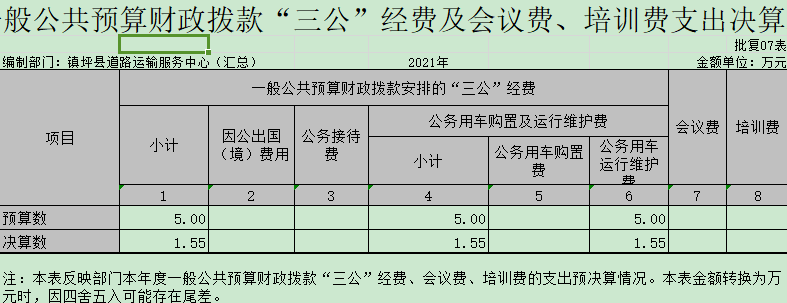 般公共预算财政拨款“三公”经费及会议费、培训费支出决算
批复07表
编制部门：镇坪县道路运输服务中心（汇总） 2021年 金额单位：万元
项目 一般公共预算财政拨款安排的“三公”经费 会议费 培训费
小计 因公出国（境）费用 公务接待费 公务用车购置及运行维护费
小计 公务用车购置费 公务用车运行维护费
1 2 3 4 5 6 7 8
预算数 5.00 5.00 5.00
决算数 1.55 1.55 1.55
注：本表反映部门本年度一般公共预算财政拨款“三公”经费、会议费、培训费的支出预决算情况。本表金额转换为万
元时，因四舍五入可能存在尾差。